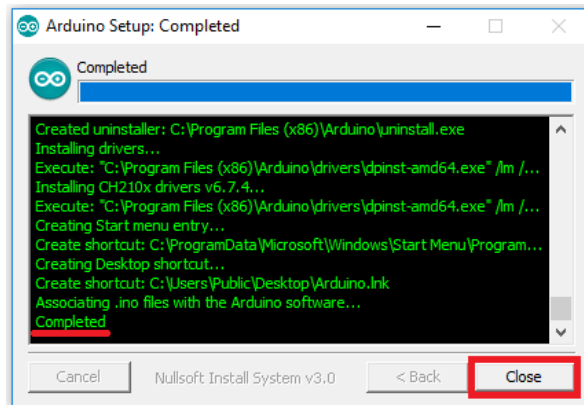 Arduino Setup: Completed
Completed
Created uninstaller: C:\Program Files (x86)\Arduino\uninstall.exe
Installing drivers...
Execute: "C:\Program Files (x86)\Arduino\drivers\dpinst-amd64.exe" /lm /...
Installing CH210x drivers v6.7.4...
Execute: "C:\Program Files (x86)\Arduino\drivers\dpinst-amd64.exe" /lm /...
Creating Start menu entry...
Create shortcut: C:\ProgramData\Microsoft\Windows\Start Menu\Program...
Creating Desktop shortcut...
Create shortcut: C:\Users\Public\Desktop\Arduino.lnk
Associating .ino files with the Arduino software...
Completed
Cancel Nullsoft Install System v3.0 < Back Close